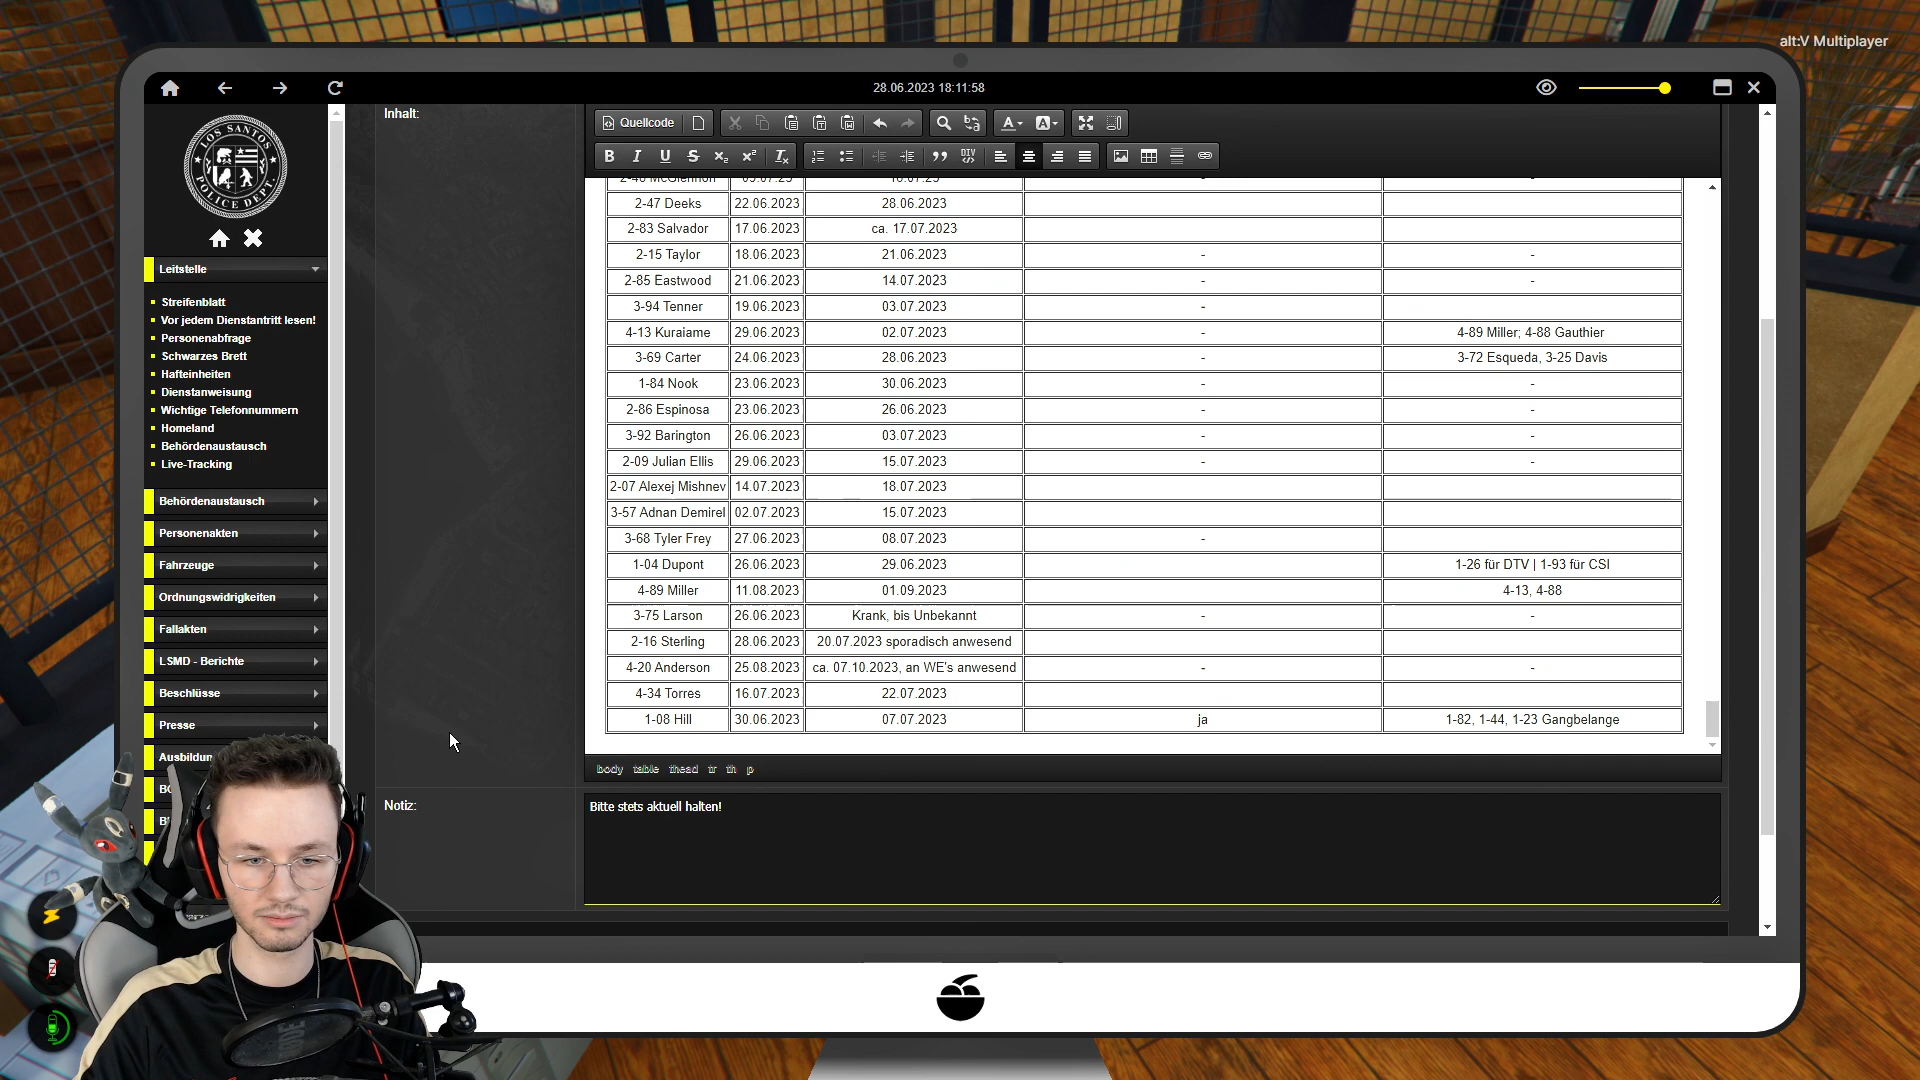 alt:V Multiplayer
28.06.2023 18:11:58
LOS SANTOS
POLICE DEPT.
Leitstelle
Streifenblatt
Vor jedem Dienstantritt lesen!
Personenabfrage
Schwarzes Brett
Hafteinheiten
Dienstanweisung
Wichtige Telefonnummern
Homeland
Behördenaustausch
Live-Tracking
Behördenaustausch
Personenakten
Fahrzeuge
Ordnungswidrigkeiten
Fallakten
LSMD - Berichte
Beschlüsse
Presse
Inhalt:
Quellcode
2-47 Deeks 22.06.2023 28.06.2023
2-83 Salvador 17.06.2023 ca. 17.07.2023
2-15 Taylor 18.06.2023 21.06.2023 - -
2-85 Eastwood 21.06.2023 14.07.2023 - -
3-94 Tenner 19.06.2023 03.07.2023 -
4-13 Kuraiame 29.06.2023 02.07.2023 - 4-89 Miller; 4-88 Gauthier
3-69 Carter 24.06.2023 28.06.2023 - 3-72 Esqueda, 3-25 Davis
1-84 Nook 23.06.2023 30.06.2023 - -
2-86 Espinosa 23.06.2023 26.06.2023 - -
3-92 Barington 26.06.2023 03.07.2023 - -
2-09 Julian Ellis 29.06.2023 15.07.2023 - -
2-07 Alexej Mishnev 14.07.2023 18.07.2023
3-57 Adnan Demirel 02.07.2023 15.07.2023
3-68 Tyler Frey 27.06.2023 08.07.2023 -
1-04 Dupont 26.06.2023 29.06.2023 1-26 für DTV | 1-93 für CSI
4-89 Miller 11.08.2023 01.09.2023 4-13, 4-88
3-75 Larson 26.06.2023 Krank, bis Unbekannt - -
2-16 Sterling 28.06.2023 20.07.2023 sporadisch anwesend
4-20 Anderson 25.08.2023 ca. 07.10.2023, an WE's anwesend - -
4-34 Torres 16.07.2023 22.07.2023
1-08 Hill 30.06.2023 07.07.2023 ja 1-82, 1-44, 1-23 Gangbelange
body table thead tr th p
Notiz:
Bitte stets aktuell halten!